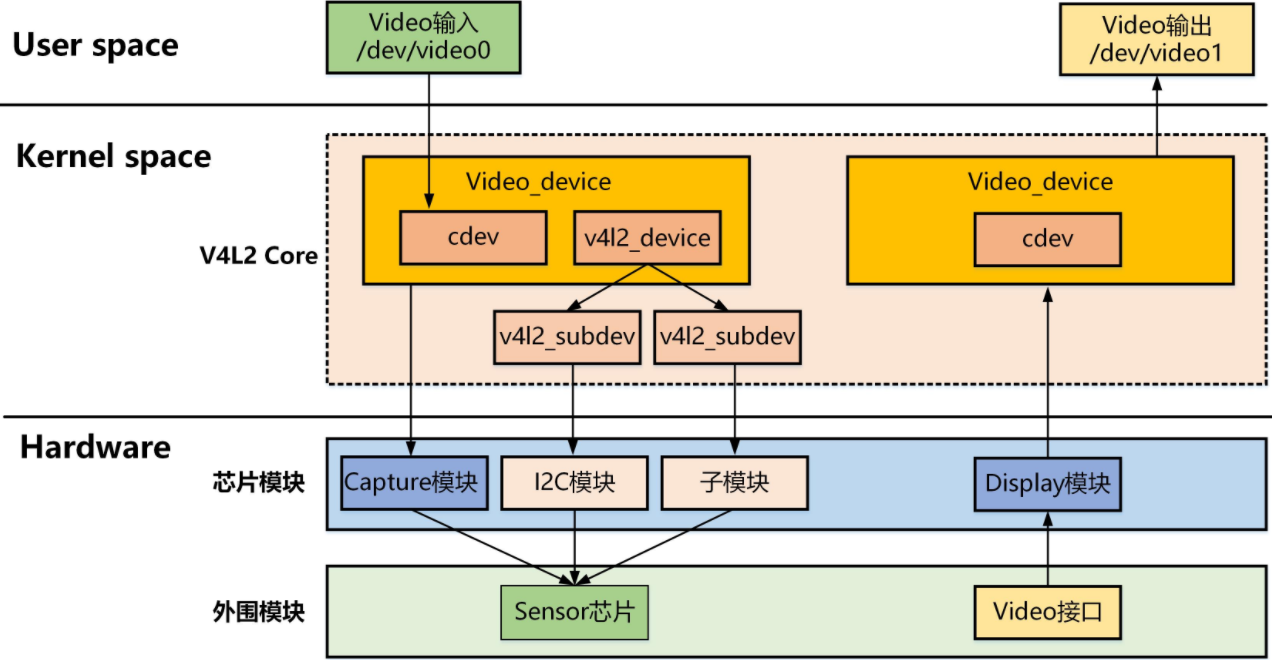 User space
Video输入
/dev/video0
Video输出
/dev/video1
Kernel space
V4L2 Core
Video_device
cdev
v4l2_device
v4l2_subdev
v4l2_subdev
Video_device
cdev
Hardware
芯片模块
Capture模块
I2C模块
子模块
Display模块
外围模块
Sensor芯片
Video接口